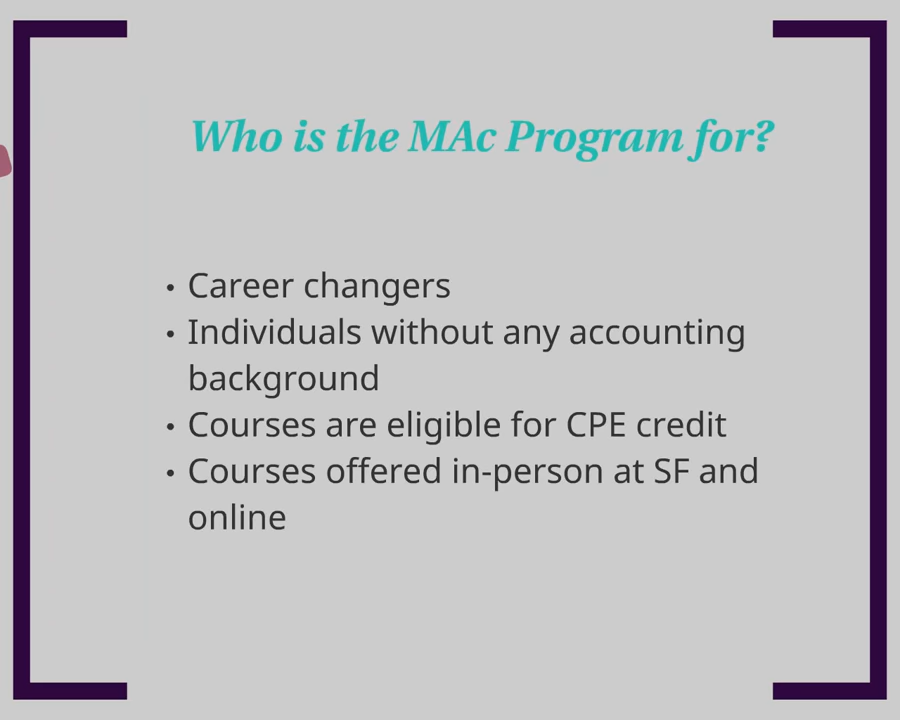 Who is the MAc Program for?
• Career changers
• Individuals without any accounting
background
• Courses are eligible for CPE credit
• Courses offered in-person at SF and
online